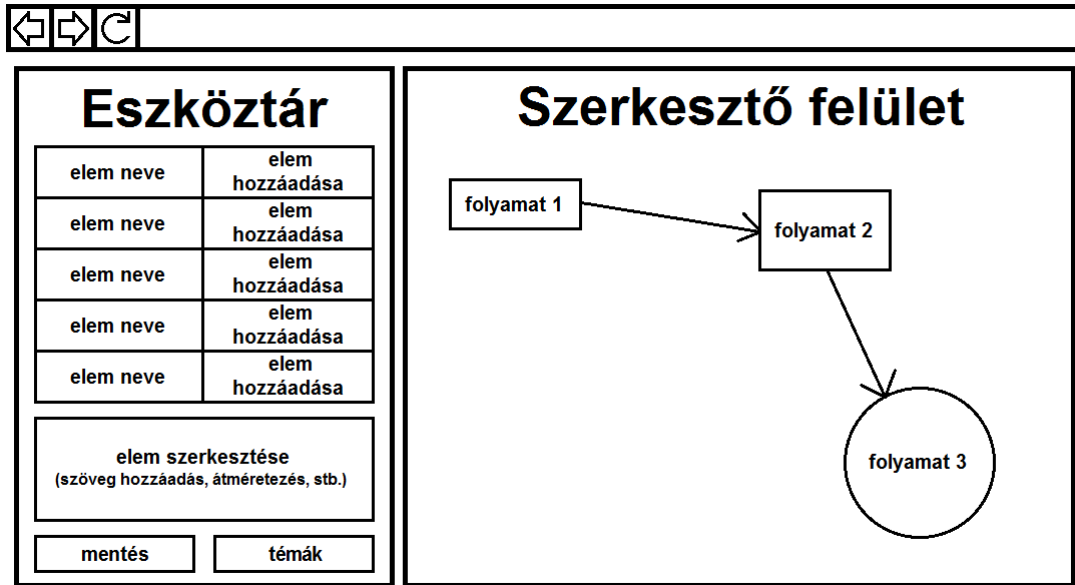 Eszköztár
elem neve
elem
hozzáadása
elem neve
elem
hozzáadása
elem neve
elem
hozzáadása
elem neve
elem
hozzáadása
elem neve
elem
hozzáadása
elem szerkesztése
(szöveg hozzáadás, átméretezés, stb.)
mentés
témák
Szerkesztő felület
folyamat 1
folyamat 2
folyamat 3